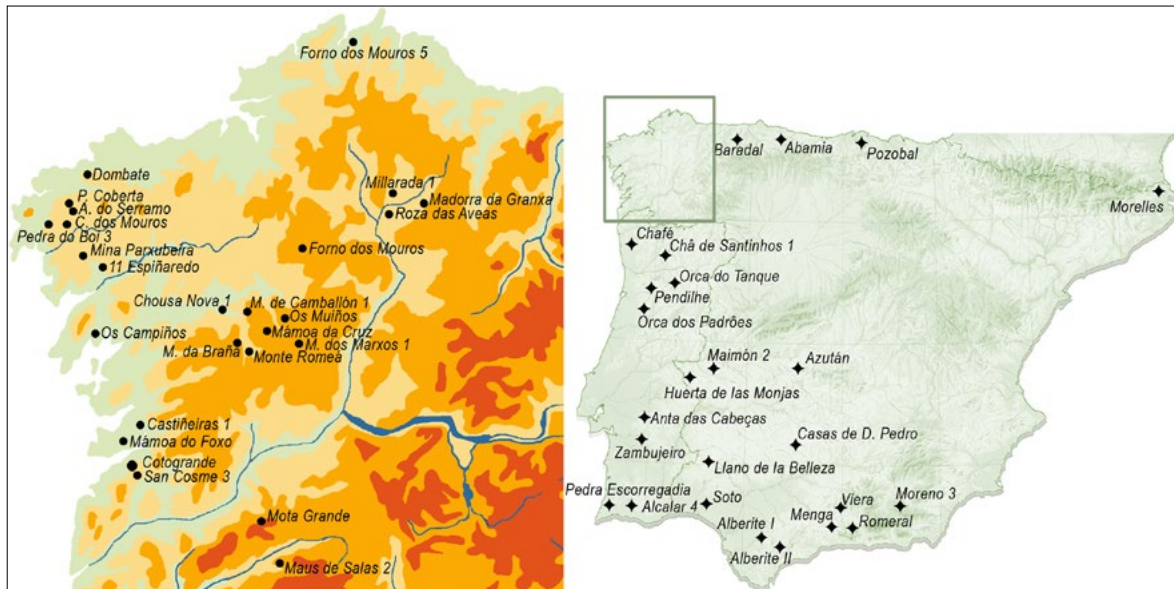 Forno dos Mouros 5
Dombate
P. Coberta
A. do Serramo
C. dos Mouros
Pedra do Boi 3
Mina Parxubeira
11 Espiñaredo
Millarada 1
Madorra da Granxa
Roza das Aveas
Forno dos Mouros
Chousa Nova 1
M. de Camballón 1
Os Muiños
Os Campiños
Mámoa da Cruz
M. da Braña
M. dos Marxos 1
Monte Romea
Castiñeiras 1
Mámoa do Foxo
Cotogrande
San Cosme 3
Mota Grande
Maus de Salas 2
Baradal
Abamia
Pozobal
Morelles
Chafé
Châ de Santinhos 1
Orca do Tanque
Pendilhe
Orca dos Padrões
Maimón 2
Azután
Huerta de las Monjas
Anta das Cabeças
Casas de D. Pedro
Zambujeiro
Llano de la Belleza
Pedra Escorregadia
Alcalar 4
Soto
Viera
Moreno 3
Alberite I
Menga
Romeral
Alberite II